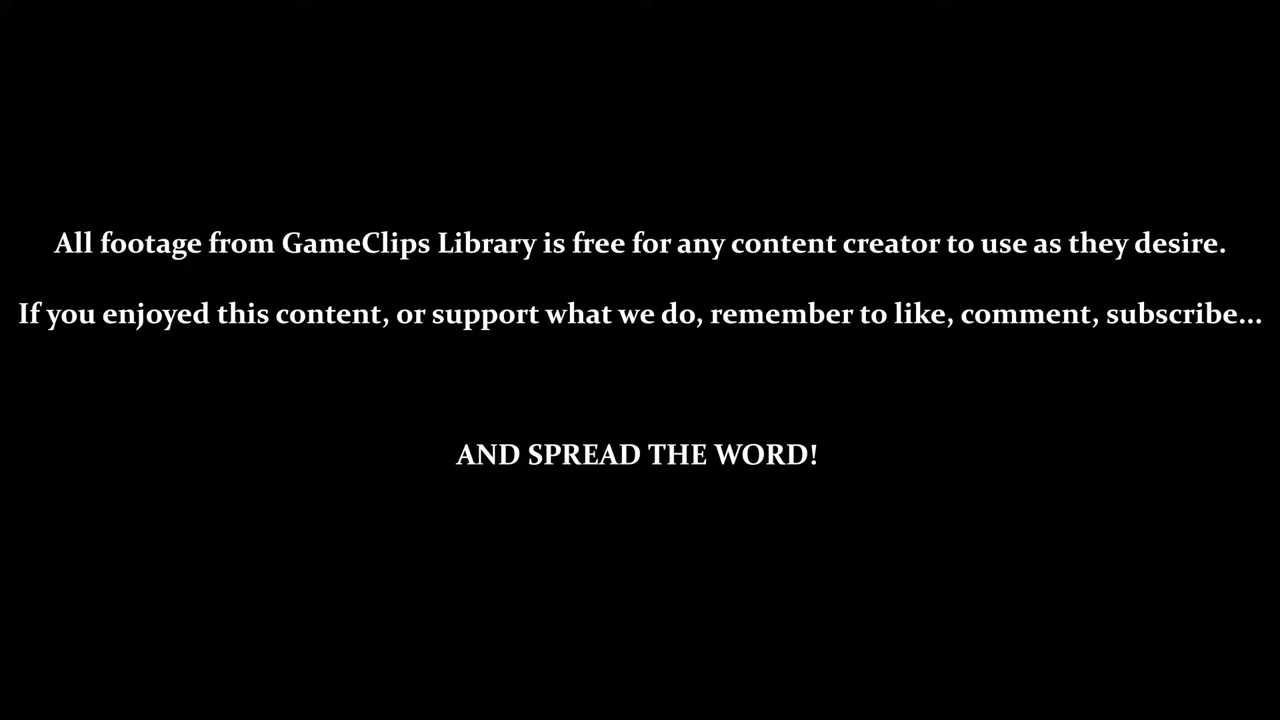 All footage from GameClips Library is free for any content creator to use as they desire.
If you enjoyed this content, or support what we do, remember to like, comment, subscribe...
AND SPREAD THE WORD!